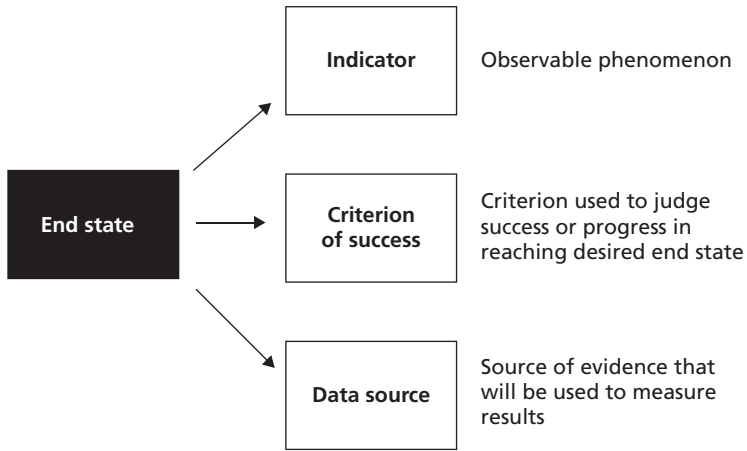 Indicator
Observable phenomenon
End state
Criterion
of success
Criterion used to judge
success or progress in
reaching desired end state
Data source
Source of evidence that
will be used to measure
results